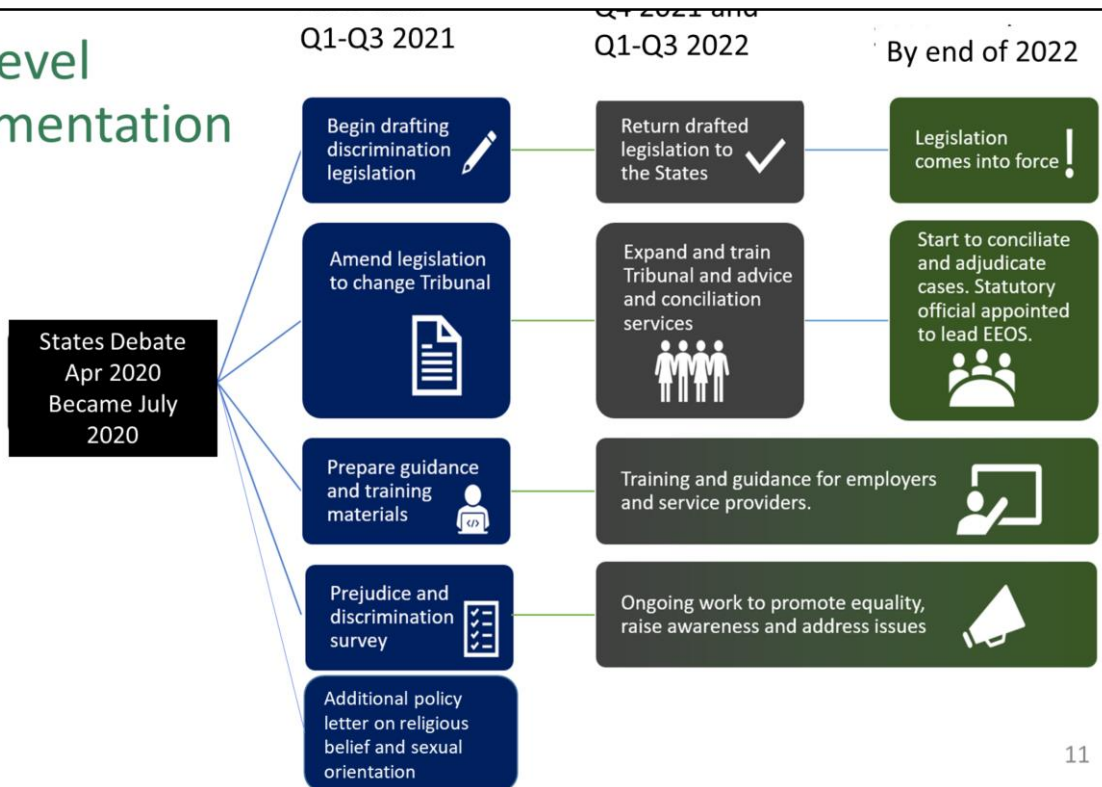 evel
mentation
Q1-Q3 2021
Q4 2021 and
Q1-Q3 2022
By end of 2022
States Debate
Apr 2020
Became July
2020
Begin drafting
discrimination
legislation
Return drafted
legislation to
the States
Legislation
comes into force
Amend legislation
to change Tribunal
Expand and train
Tribunal and advice
and conciliation
services
Start to conciliate
and adjudicate
cases. Statutory
official appointed
to lead EEOS.
Prepare guidance
and training
materials
</>
Training and guidance for employers
and service providers.
Prejudice and
discrimination
survey
Ongoing work to promote equality,
raise awareness and address issues
Additional policy
letter on religious
belief and sexual
orientation
11